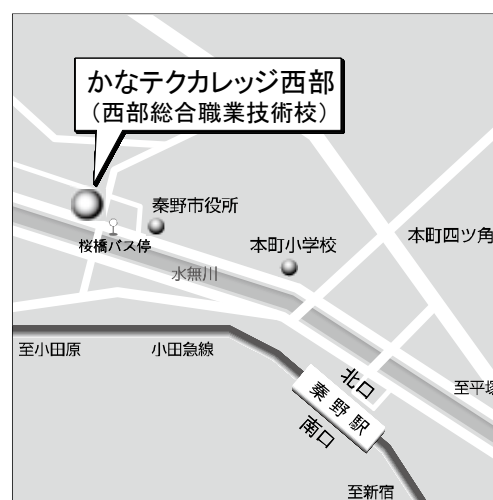 かなテクカレッジ西部
（西部総合職業技術校）
秦野市役所
桜橋バス停
本町小学校
本町四ツ角
水無川
至小田原
小田急線
北口
至平塚
秦野駅
南口
至新宿